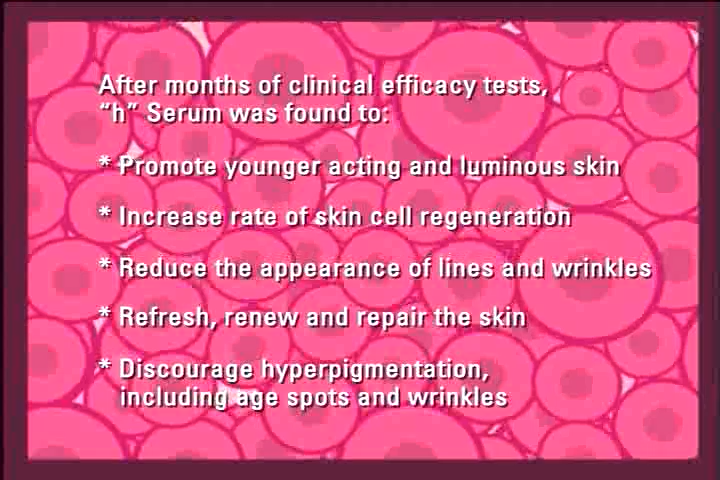 After months of clinical efficacy tests,
“h” Serum was found to:
* Promote younger acting and luminous skin
* Increase rate of skin cell regeneration
* Reduce the appearance of lines and wrinkles
* Refresh, renew and repair the skin
* Discourage hyperpigmentation,
including age spots and wrinkles